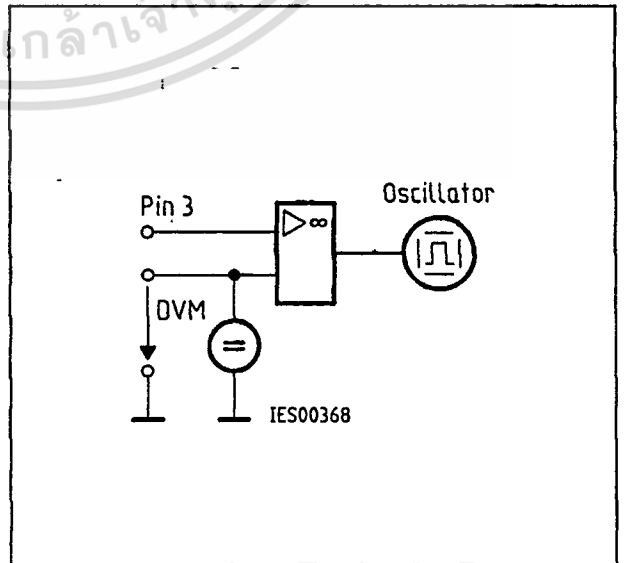 Pin 3
Oscillator
▷∞
DVM
=
IES00368